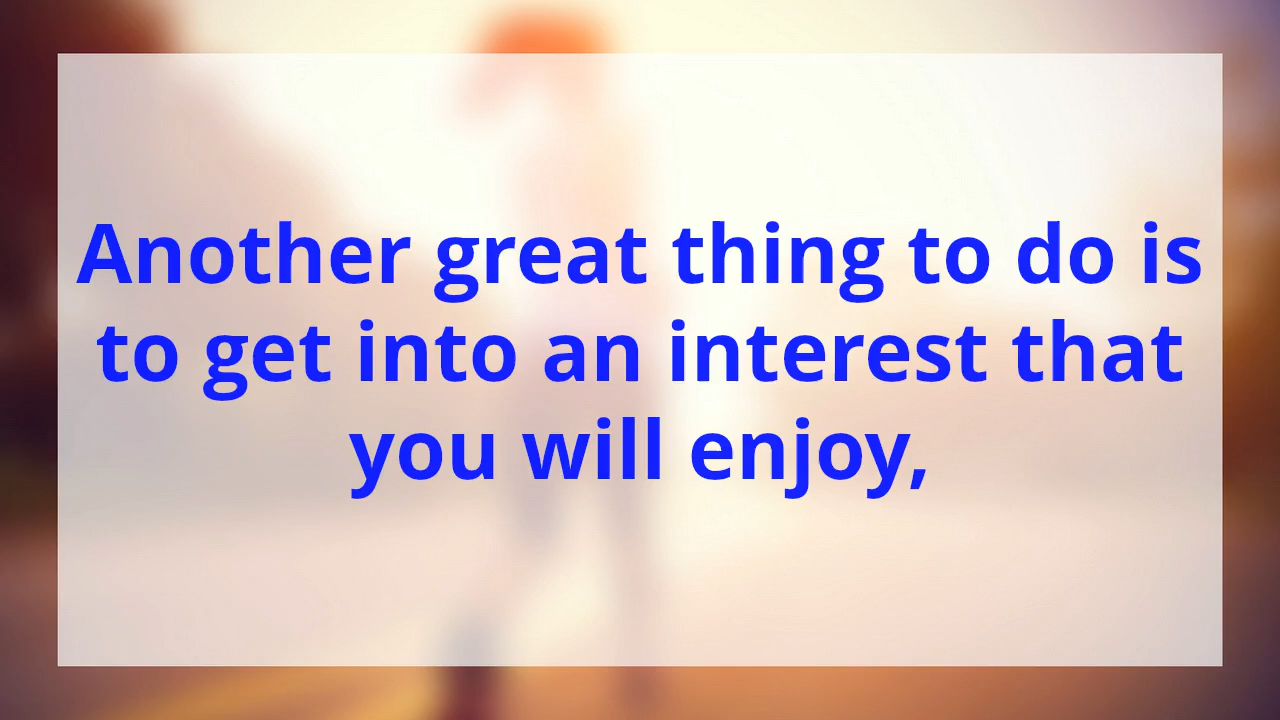 Another great thing to do is
to get into an interest that
you will enjoy,